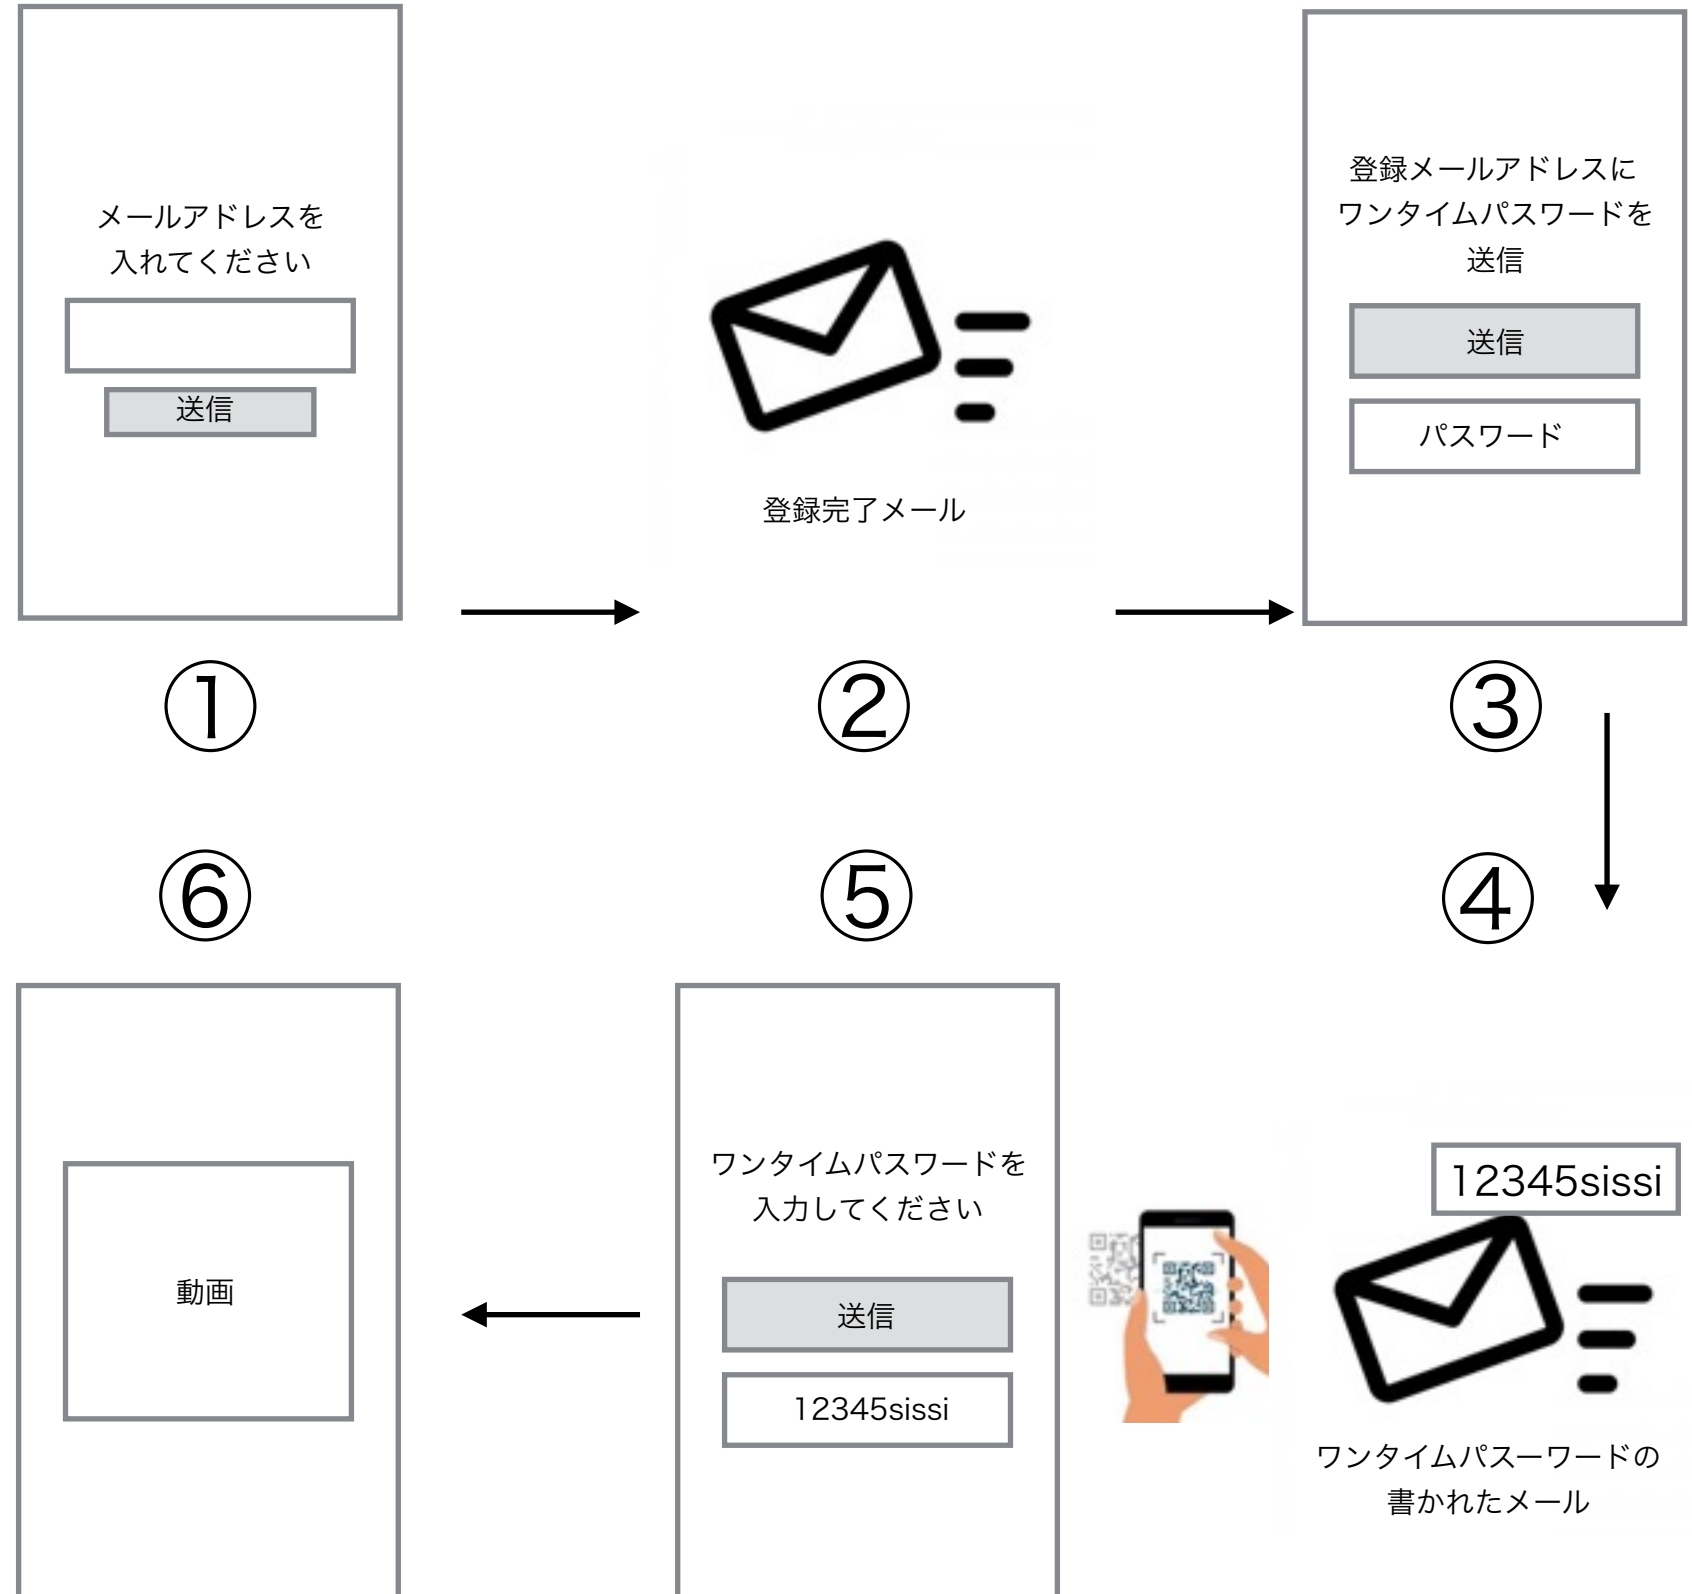 メールアドレスを
入れてください
送信
①
登録完了メール
②
登録メールアドレスに
ワンタイムパスワードを
送信
送信
パスワード
③
④
12345sissi
ワンタイムパスーワードの
書かれたメール
⑤
ワンタイムパスワードを
入力してください
送信
12345sissi
⑥
動画